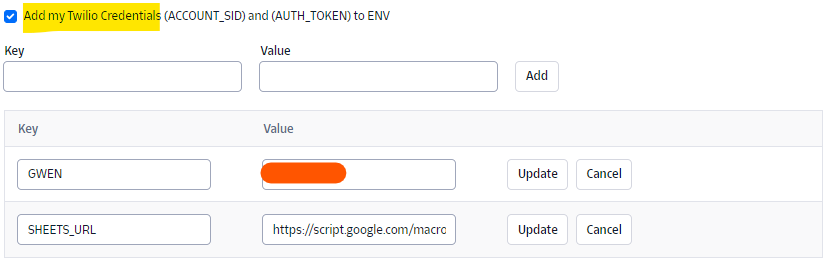 Add my Twilio Credentials (ACCOUNT_SID) and (AUTH_TOKEN) to ENV
Key Value
Add
Key Value
GWEN Update Cancel
SHEETS_URL https://script.google.com/macro Update Cancel